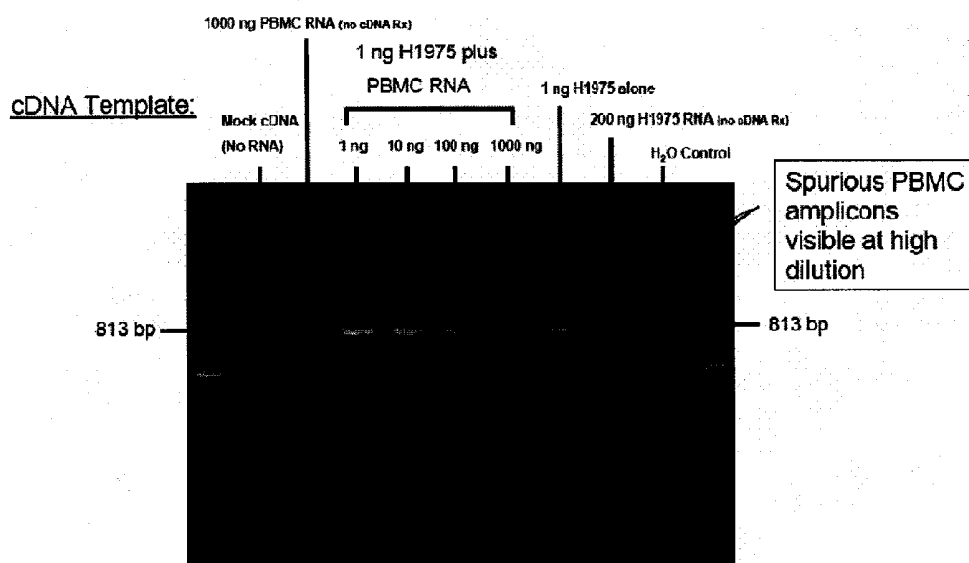 1000 ng PBMC RNA (no cDNA Rx)
1 ng H1975 plus
PBMC RNA
1 ng H1975 alone
cDNA Template:
Mock cDNA
(No RNA)
200 ng H1975 RNA (no cDNA Rx)
1 ng 10 ng 100 ng 1000 ng
H₂O Control
Spurious PBMC
amplicons
visible at high
dilution
813 bp
813 bp